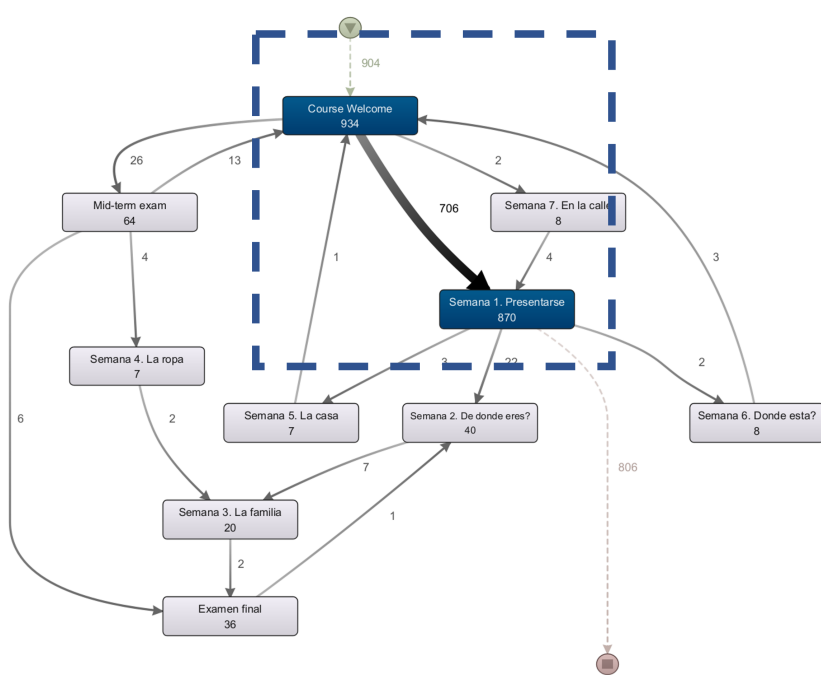 904
Course Welcome
934
26
13
2
Mid-term exam
64
706
Semana 7. En la calle
8
4
1
4
3
Semana 1. Presentarse
870
Semana 4. La ropa
7
3
22
2
Semana 5. La casa
7
Semana 2. De donde eres?
40
Semana 6. Donde esta?
8
6
2
7
806
Semana 3. La familia
20
1
2
Examen final
36